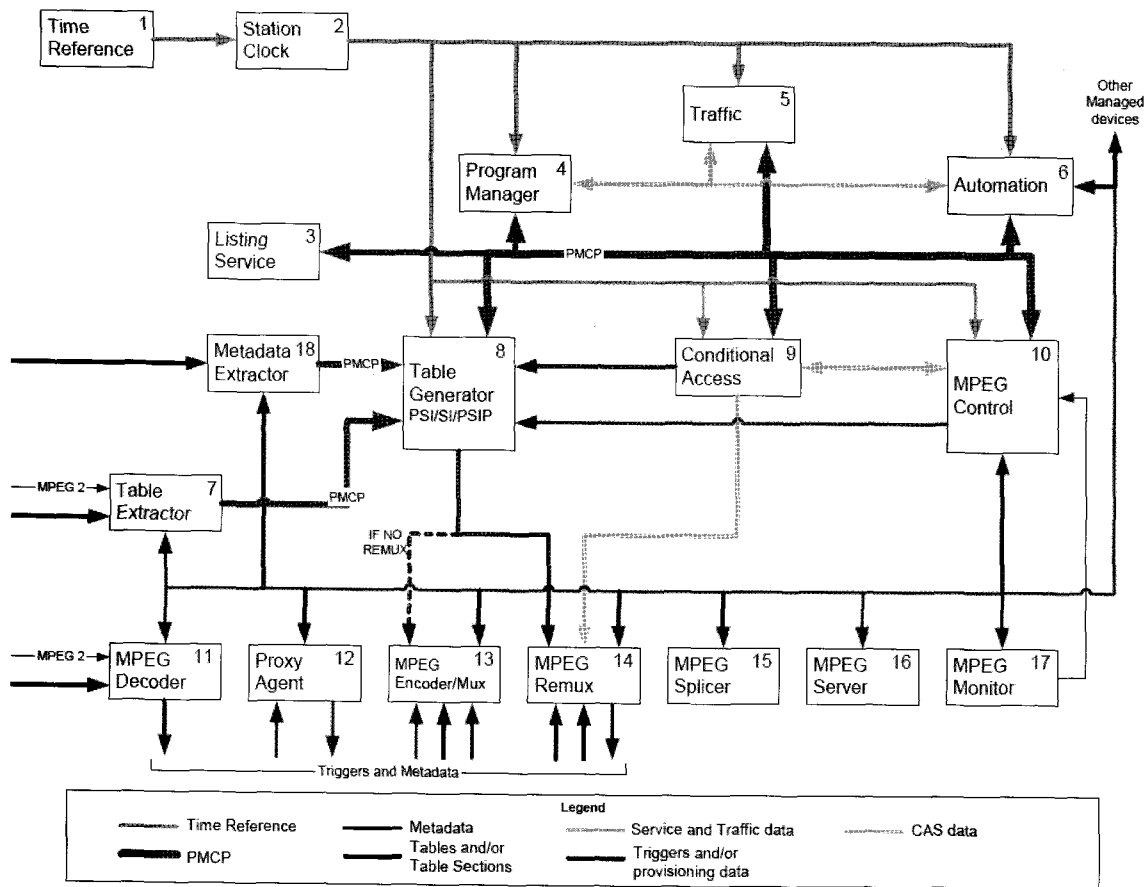 Time 1
Reference
Station 2
Clock
Other
Managed
devices
5
Traffic
Program 4
Manager
6
Automation
Listing 3
Service
PMCP
Metadata 18
Extractor
PMCP
8
Table
Generator
PSI/SI/PSIP
Conditional 9
Access
10
MPEG
Control
MPEG 2
Table 7
Extractor
PMCP
IF NO
REMUX
MPEG 2
MPEG 11
Decoder
Proxy 12
Agent
MPEG 13
Encoder/Mux
MPEG 14
Remux
MPEG 15
Splicer
MPEG 16
Server
MPEG 17
Monitor
Triggers and Metadata
Legend
Time Reference
Metadata
Service and Traffic data
CAS data
PMCP
Tables and/or
Table Sections
Triggers and/or
provisioning data